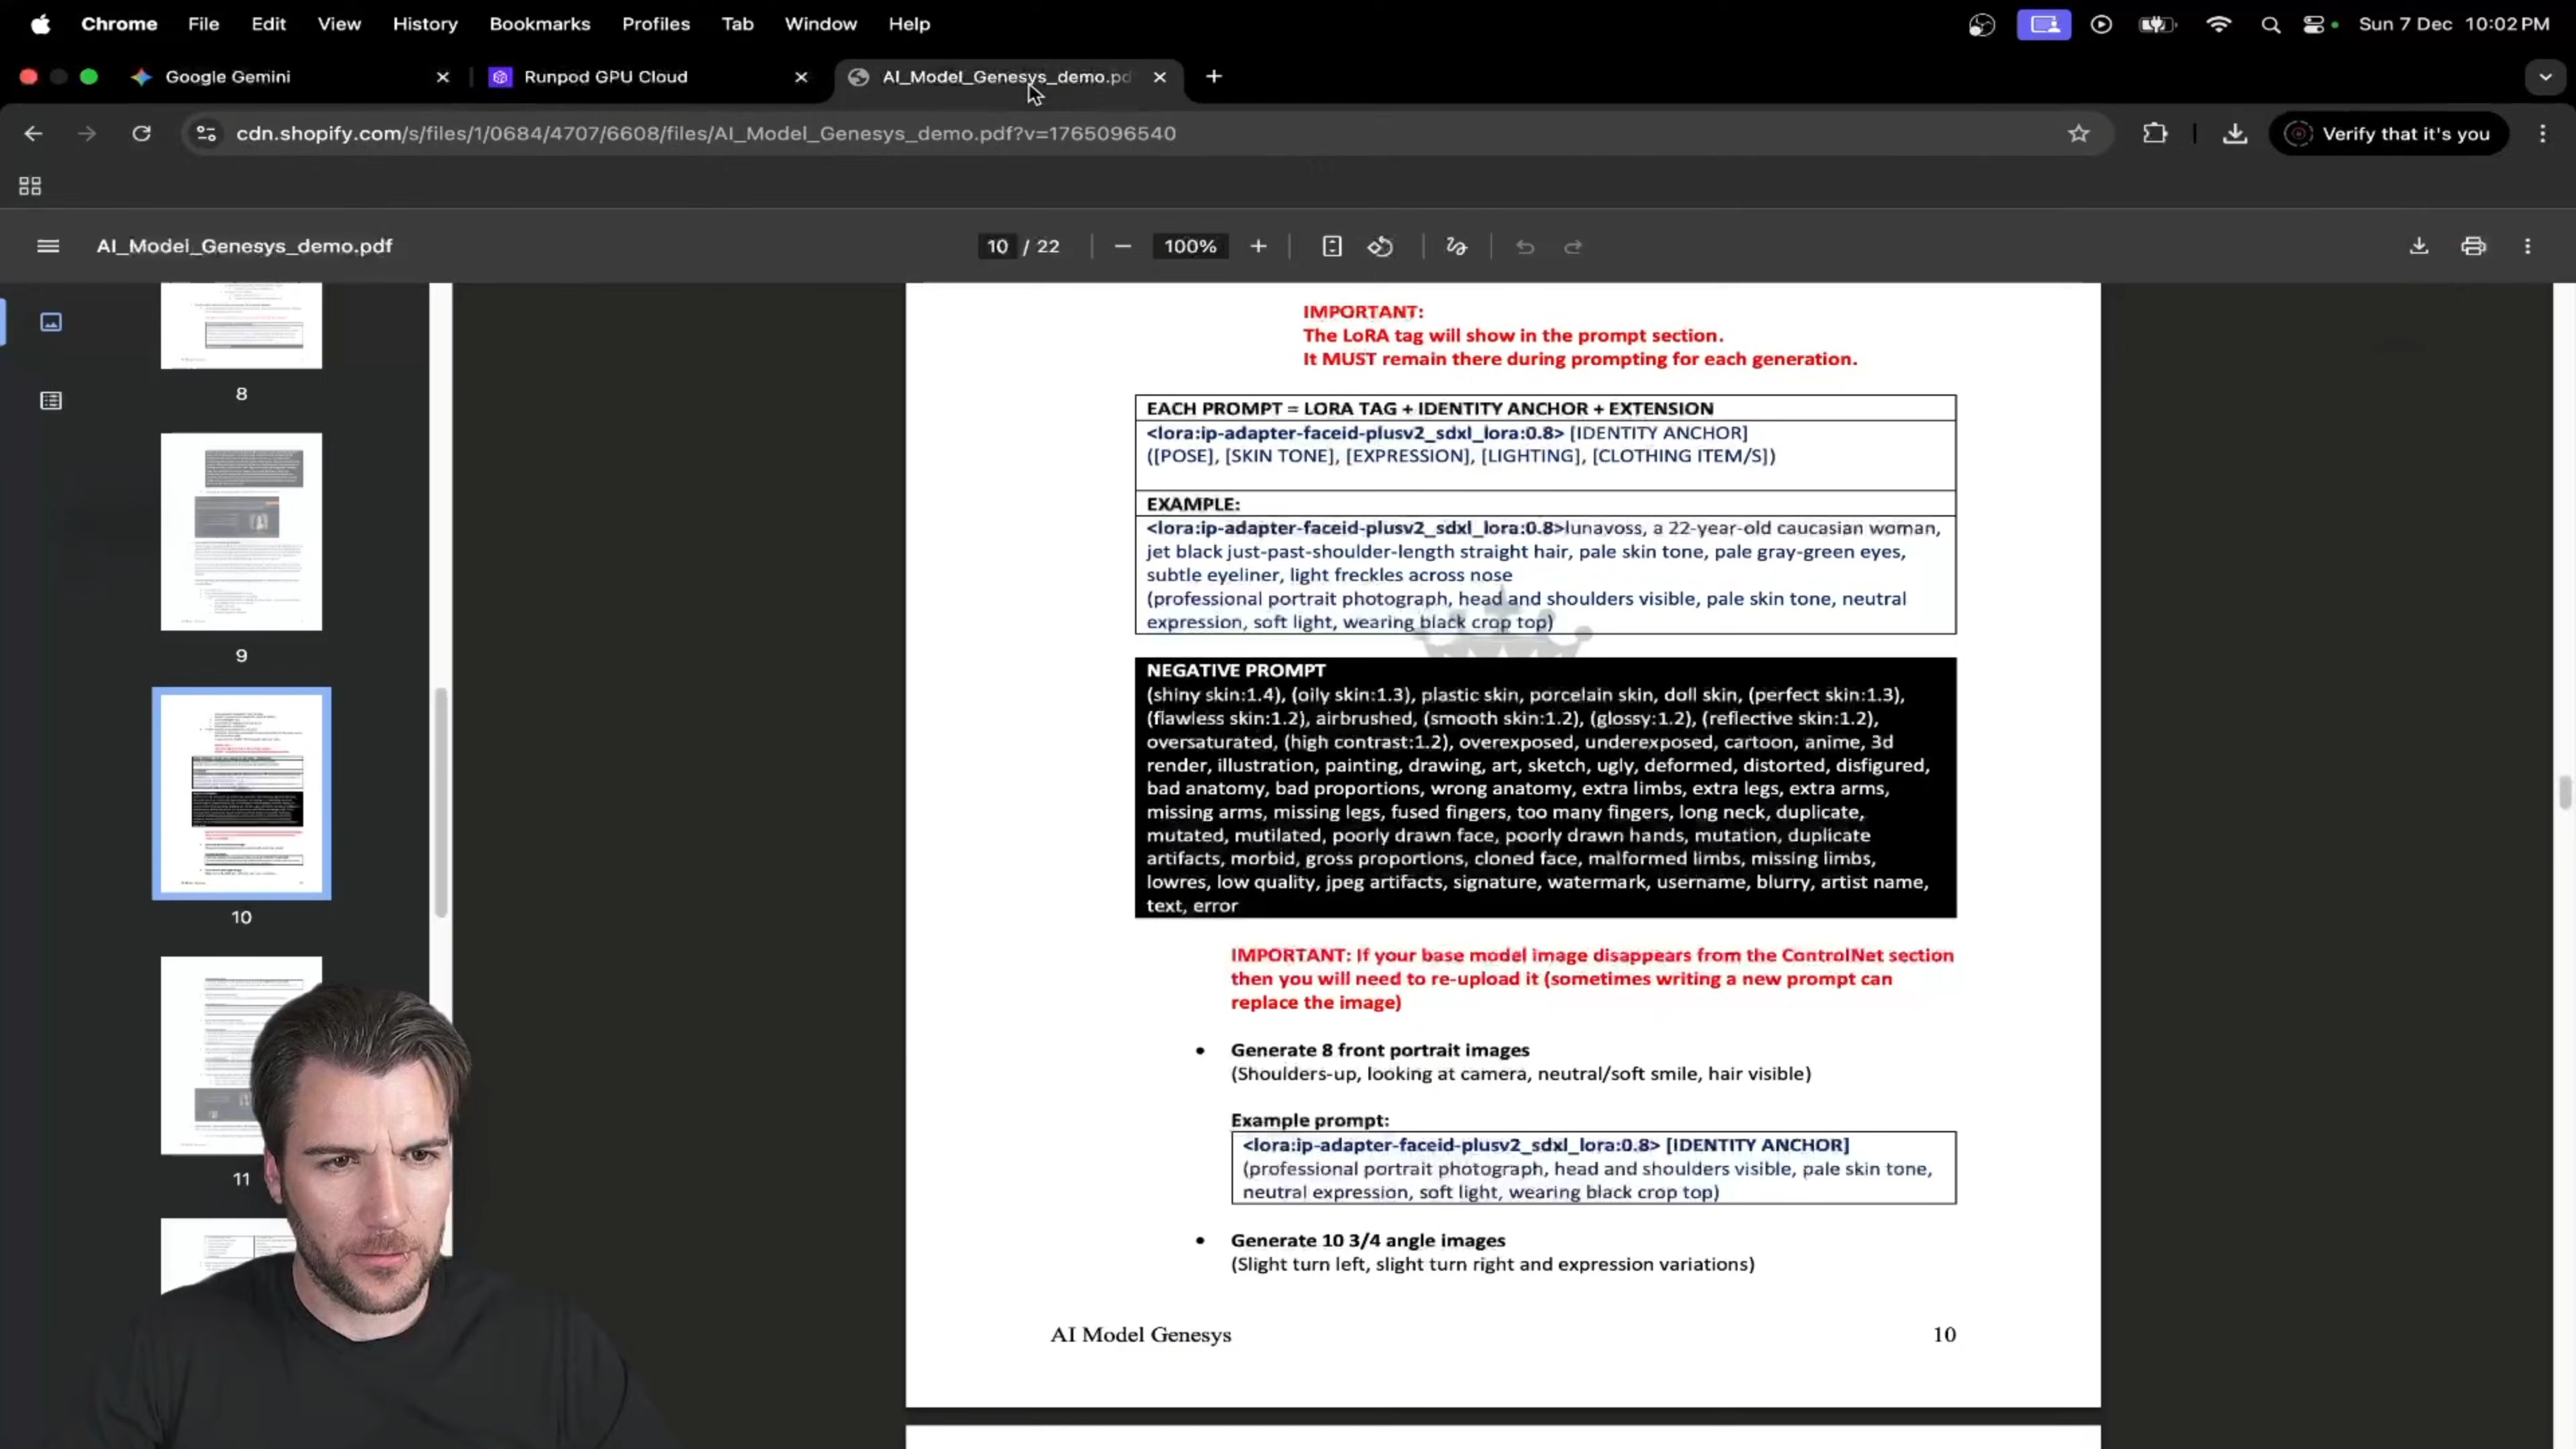 Chrome File Edit View History Bookmarks Profiles Tab Window Help Sun 7 Dec 10:02 PM
Google Gemini Runpod GPU Cloud AI_Model_Genesys_demo.pd
cdn.shopify.com/s/files/1/0684/4707/6608/files/AI_Model_Genesys_demo.pdf?v=1765096540 Verify that it's you
AI_Model_Genesys_demo.pdf 10 / 22 100%
8
9
10
11
IMPORTANT:
The LoRA tag will show in the prompt section.
It MUST remain there during prompting for each generation.
EACH PROMPT = LORA TAG + IDENTITY ANCHOR + EXTENSION
<lora:ip-adapter-faceid-plusv2_sdxl_lora:0.8> [IDENTITY ANCHOR]
([POSE], [SKIN TONE], [EXPRESSION], [LIGHTING], [CLOTHING ITEM/S])
EXAMPLE:
<lora:ip-adapter-faceid-plusv2_sdxl_lora:0.8>lunavoss, a 22-year-old caucasian woman,
jet black just-past-shoulder-length straight hair, pale skin tone, pale gray-green eyes,
subtle eyeliner, light freckles across nose
(professional portrait photograph, head and shoulders visible, pale skin tone, neutral
expression, soft light, wearing black crop top)
NEGATIVE PROMPT
(shiny skin:1.4), (oily skin:1.3), plastic skin, porcelain skin, doll skin, (perfect skin:1.3),
(flawless skin:1.2), airbrushed, (smooth skin:1.2), (glossy:1.2), (reflective skin:1.2),
oversaturated, (high contrast:1.2), overexposed, underexposed, cartoon, anime, 3d
render, illustration, painting, drawing, art, sketch, ugly, deformed, distorted, disfigured,
bad anatomy, bad proportions, wrong anatomy, extra limbs, extra legs, extra arms,
missing arms, missing legs, fused fingers, too many fingers, long neck, duplicate,
mutated, mutilated, poorly drawn face, poorly drawn hands, mutation, duplicate
artifacts, morbid, gross proportions, cloned face, malformed limbs, missing limbs,
lowres, low quality, jpeg artifacts, signature, watermark, username, blurry, artist name,
text, error
IMPORTANT: If your base model image disappears from the ControlNet section
then you will need to re-upload it (sometimes writing a new prompt can
replace the image)
• Generate 8 front portrait images
(Shoulders-up, looking at camera, neutral/soft smile, hair visible)
Example prompt:
<lora:ip-adapter-faceid-plusv2_sdxl_lora:0.8> [IDENTITY ANCHOR]
(professional portrait photograph, head and shoulders visible, pale skin tone,
neutral expression, soft light, wearing black crop top)
• Generate 10 3/4 angle images
(Slight turn left, slight turn right and expression variations)
AI Model Genesys 10